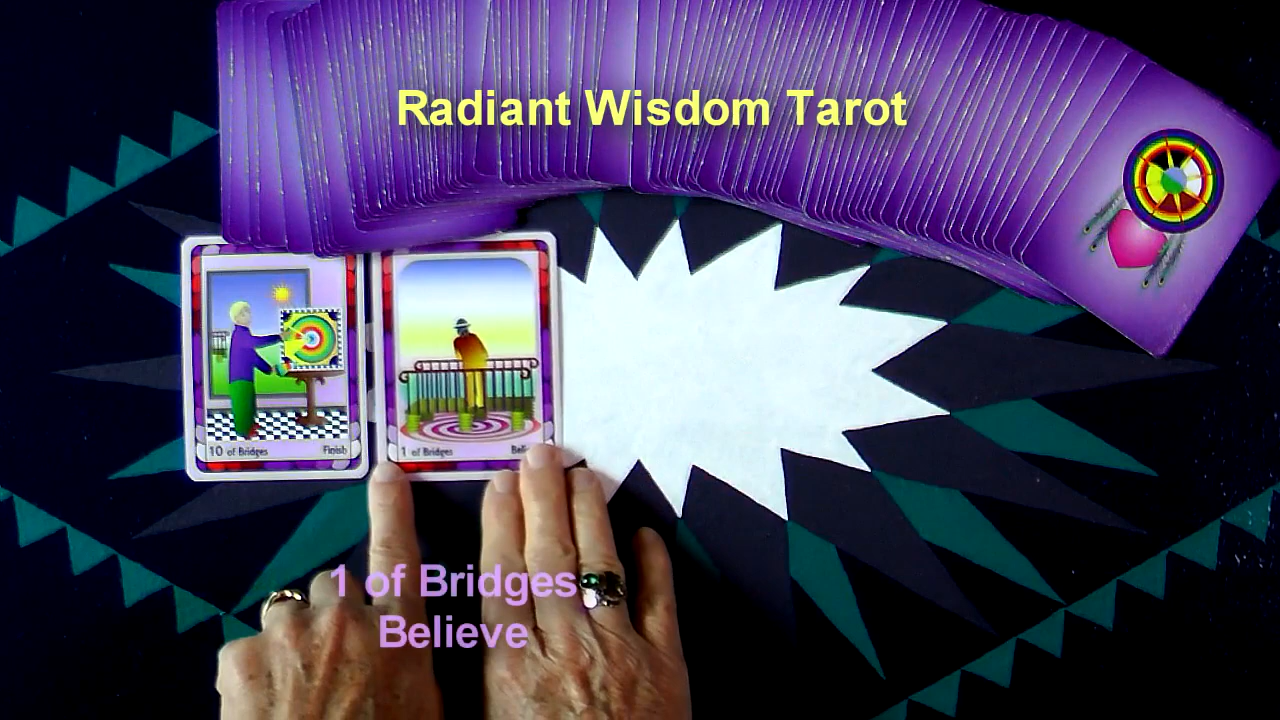 Radiant Wisdom Tarot
10 of Bridges Finish
1 of Bridges
1 of Bridges
Believe